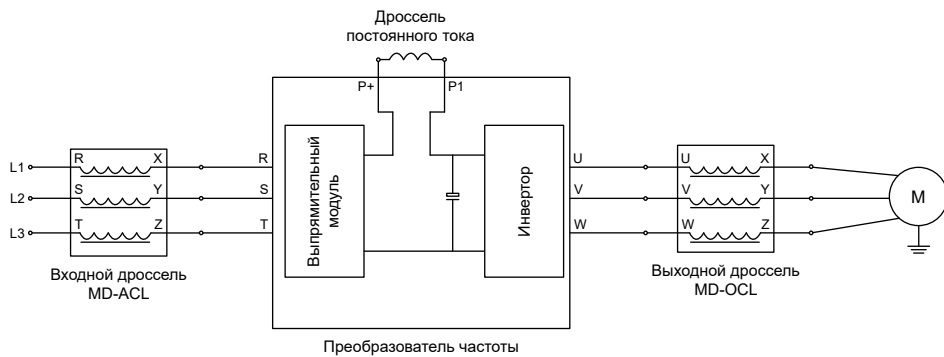 Дроссель
постоянного тока
P+ P1
R X R U U X
L1
S Y S V V Y
L2
T Z T W W Z
L3
Выпрямительный
модуль
Инвертор
M
Входной дроссель
MD-ACL
Выходной дроссель
MD-OCL
Преобразователь частоты